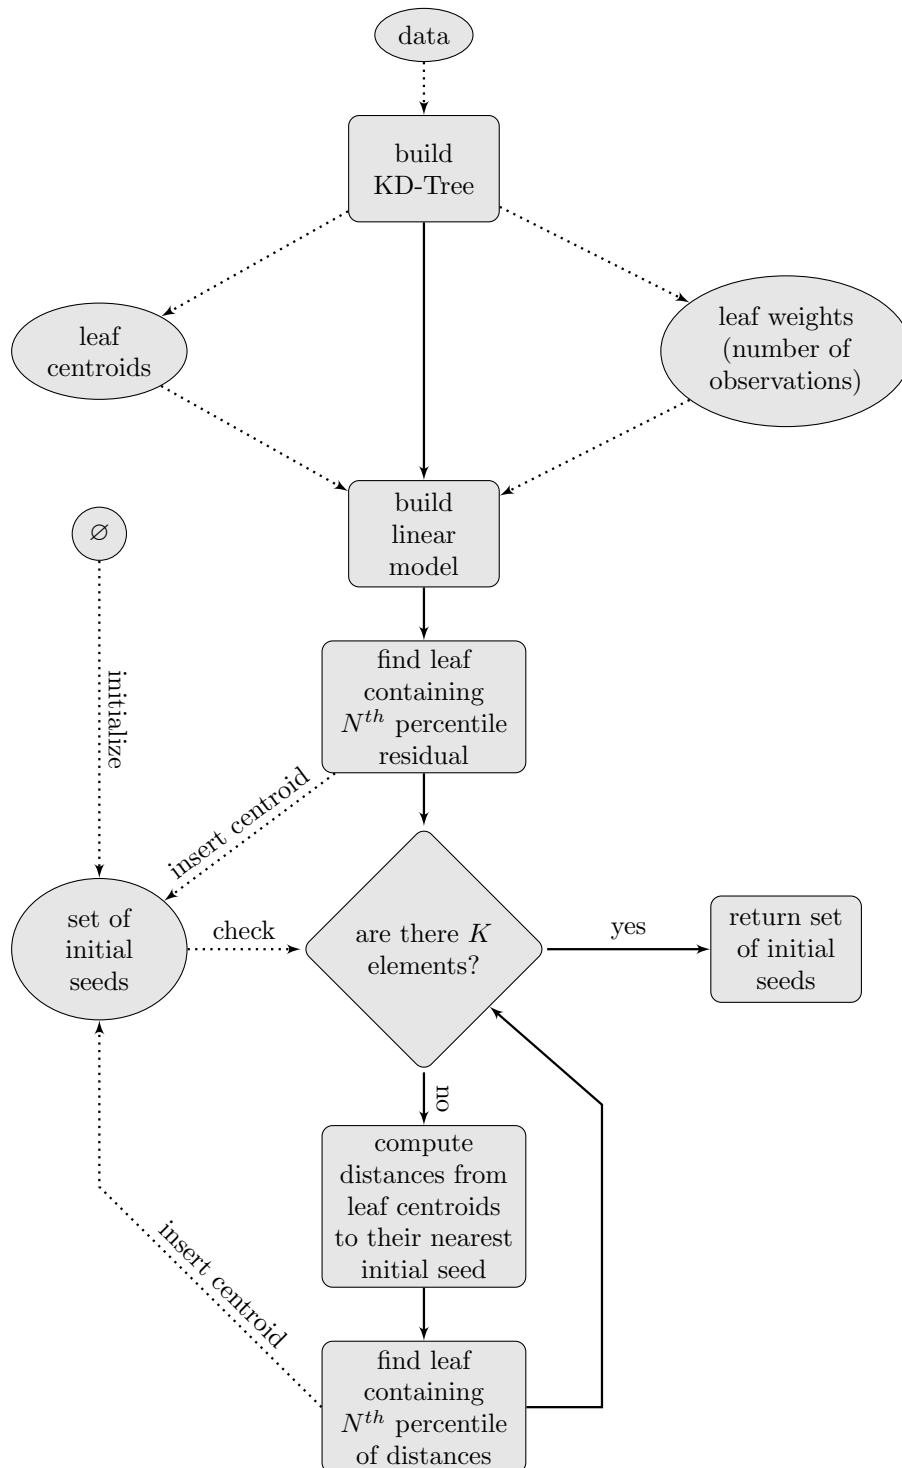 data
build
KD-Tree
leaf
centroids
leaf weights
(number of
observations)
build
linear
model
∅
initialize
find leaf
containing
N^{th} percentile
residual
insert centroid
set of
initial
seeds
check
are there K
elements?
yes
return set
of initial
seeds
no
compute
distances from
leaf centroids
to their nearest
initial seed
insert centroid
find leaf
containing
N^{th} percentile
of distances